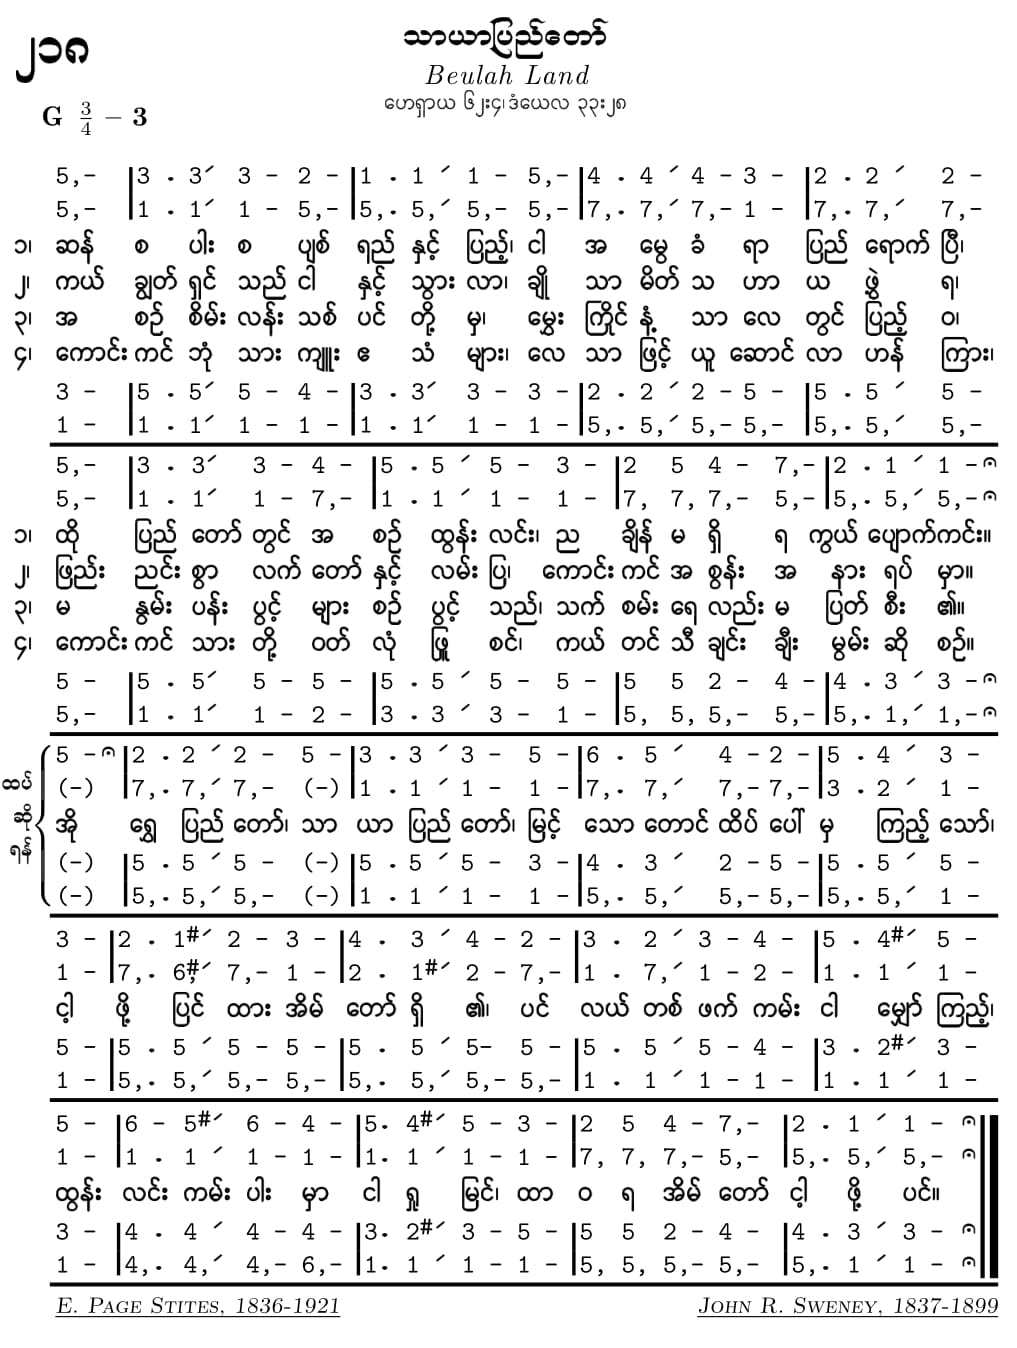 ၂၁၈
သာယာပြည်တော်
Beulah Land
ဟေရှာယ ၆၂း၄၊ ဒံယေလ ၃၃း၂၈
G 3/4 – 3
5,– |3 . 3ˊ 3 – 2 – |1 . 1 ˊ 1 – 5,– |4 . 4 ˊ 4 – 3 – |2 . 2 ˊ 2 –
5,– |1 . 1ˊ 1 – 5,– |5,. 5,ˊ 5,– 5,– |7,. 7,ˊ 7,– 1 – |7,. 7,ˊ 7,–
၁၊ ဆန် စ ပါး စ ပျစ် ရည် နှင့် ပြည့်၊ ငါ အ မွေ ခံ ရာ ပြည် ရောက် ပြီ၊
၂၊ ကယ် ချွတ် ရှင် သည် ငါ နှင့် သွား လာ၊ ချို သာ မိတ် သ ဟာ ယ ဖွဲ့ ရ၊
၃၊ အ စဉ် စိမ်း လန်း သစ် ပင် တို့ မှ၊ မွှေး ကြိုင် နံ့ သာ လေ တွင် ပြည့် ဝ၊
၄၊ ကောင်း ကင် ဘုံ သား ကျူး ဧ သံ များ၊ လေ သာ ဖြင့် ယူ ဆောင် လာ ဟန် ကြား၊
3 – |5 . 5ˊ 5 – 4 – |3 . 3ˊ 3 – 3 – |2 . 2 ˊ 2 – 5 – |5 . 5 ˊ 5 –
1 – |1 . 1ˊ 1 – 1 – |1 . 1ˊ 1 – 1 – |5,. 5,ˊ 5,– 5,– |5,. 5,ˊ 5,–
5,– |3 . 3ˊ 3 – 4 – |5 . 5 ˊ 5 – 3 – |2 5 4 – 7,– |2 . 1 ˊ 1 –𝄐
5,– |1 . 1ˊ 1 – 7,– |1 . 1 ˊ 1 – 1 – |7, 7, 7,– 5,– |5,. 5,ˊ 5,–𝄐
၁၊ ထို ပြည် တော် တွင် အ စဉ် ထွန်း လင်း၊ ည ချိန် မ ရှိ ရ ကွယ် ပျောက်ကင်း။
၂၊ ဖြည်း ညင်း စွာ လက် တော် နှင့် လမ်း ပြ၊ ကောင်း ကင် အ စွန်း အ နား ရပ် မှာ။
၃၊ မ နွမ်း ပန်း ပွင့် များ စဉ် ပွင့် သည်၊ သက် စမ်း ရေ လည်း မ ပြတ် စီး ၏။
၄၊ ကောင်း ကင် သား တို့ ဝတ် လုံ ဖြူ စင်၊ ကယ် တင် သီ ချင်း ချီး မွမ်း ဆို စဉ်။
5 – |5 . 5ˊ 5 – 5 – |5 . 5 ˊ 5 – 5 – |5 5 2 – 4 – |4 . 3 ˊ 3 –𝄐
5,– |1 . 1ˊ 1 – 2 – |3 . 3 ˊ 3 – 1 – |5, 5, 5,– 5,– |5,. 1,ˊ 1,–𝄐
ထပ် ဆို ရန်
5 –𝄐|2 . 2 ˊ 2 – 5 – |3 . 3 ˊ 3 – 5 – |6 . 5 ˊ 4 – 2 – |5 . 4 ˊ 3 –
(–) |7,. 7,ˊ 7,– (–) |1 . 1 ˊ 1 – 1 – |7,. 7,ˊ 7,– 7,– |3 . 2 ˊ 1 –
အို ရွှေ ပြည် တော်၊ သာ ယာ ပြည် တော်၊ မြင့် သော တောင် ထိပ် ပေါ် မှ ကြည့် သော်၊
(–) |5 . 5 ˊ 5 – (–) |5 . 5 ˊ 5 – 3 – |4 . 3 ˊ 2 – 5 – |5 . 5 ˊ 5 –
(–) |5,. 5,ˊ 5,– (–) |1 . 1 ˊ 1 – 1 – |5,. 5,ˊ 5,– 5,– |5,. 5,ˊ 1 –
3 – |2 . 1#ˊ 2 – 3 – |4 . 3 ˊ 4 – 2 – |3 . 2 ˊ 3 – 4 – |5 . 4#ˊ 5 –
1 – |7,. 6#,ˊ 7,– 1 – |2 . 1#ˊ 2 – 7,– |1 . 7,ˊ 1 – 2 – |1 . 1 ˊ 1 –
ငါ့ ဖို့ ပြင် ထား အိမ် တော် ရှိ ၏၊ ပင် လယ် တစ် ဖက် ကမ်း ငါ မျှော် ကြည့်၊
5 – |5 . 5 ˊ 5 – 5 – |5 . 5 ˊ 5– 5 – |5 . 5 ˊ 5 – 4 – |3 . 2#ˊ 3 –
1 – |5,. 5,ˊ 5,– 5,– |5,. 5,ˊ 5,– 5,– |1 . 1 ˊ 1 – 1 – |1 . 1 ˊ 1 –
5 – |6 – 5#ˊ 6 – 4 – |5. 4#ˊ 5 – 3 – |2 5 4 – 7,– |2 . 1 ˊ 1 – 𝄐
1 – |1 . 1 ˊ 1 – 1 – |1. 1 ˊ 1 – 1 – |7, 7, 7,– 5,– |5,. 5,ˊ 5,– 𝄐
ထွန်း လင်း ကမ်း ပါး မှာ ငါ ရှု မြင်၊ ထာ ဝ ရ အိမ် တော် ငါ့ ဖို့ ပင်။
3 – |4 . 4 ˊ 4 – 4 – |3. 2#ˊ 3 – 5 – |5 5 2 – 4 – |4 . 3 ˊ 3 – 𝄐
1 – |4,. 4,ˊ 4,– 6,– |1. 1 ˊ 1 – 1 – |5, 5, 5,– 5,– |5,. 1 ˊ 1 – 𝄐
E. Page Stites, 1836-1921
John R. Sweney, 1837-1899